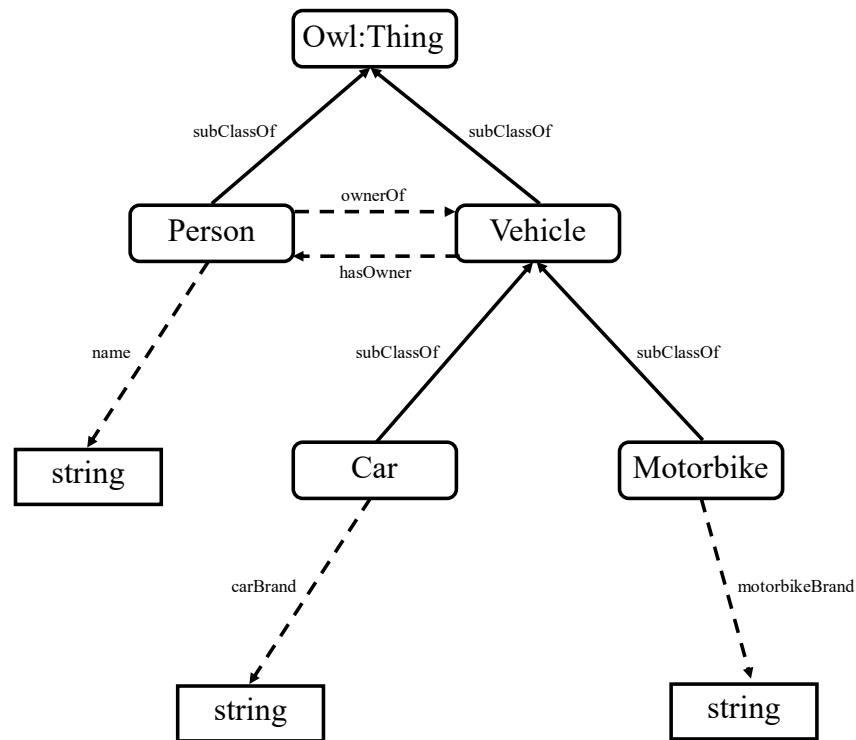 Owl:Thing
subClassOf
subClassOf
ownerOf
Person
Vehicle
hasOwner
name
subClassOf
subClassOf
string
Car
Motorbike
carBrand
motorbikeBrand
string
string